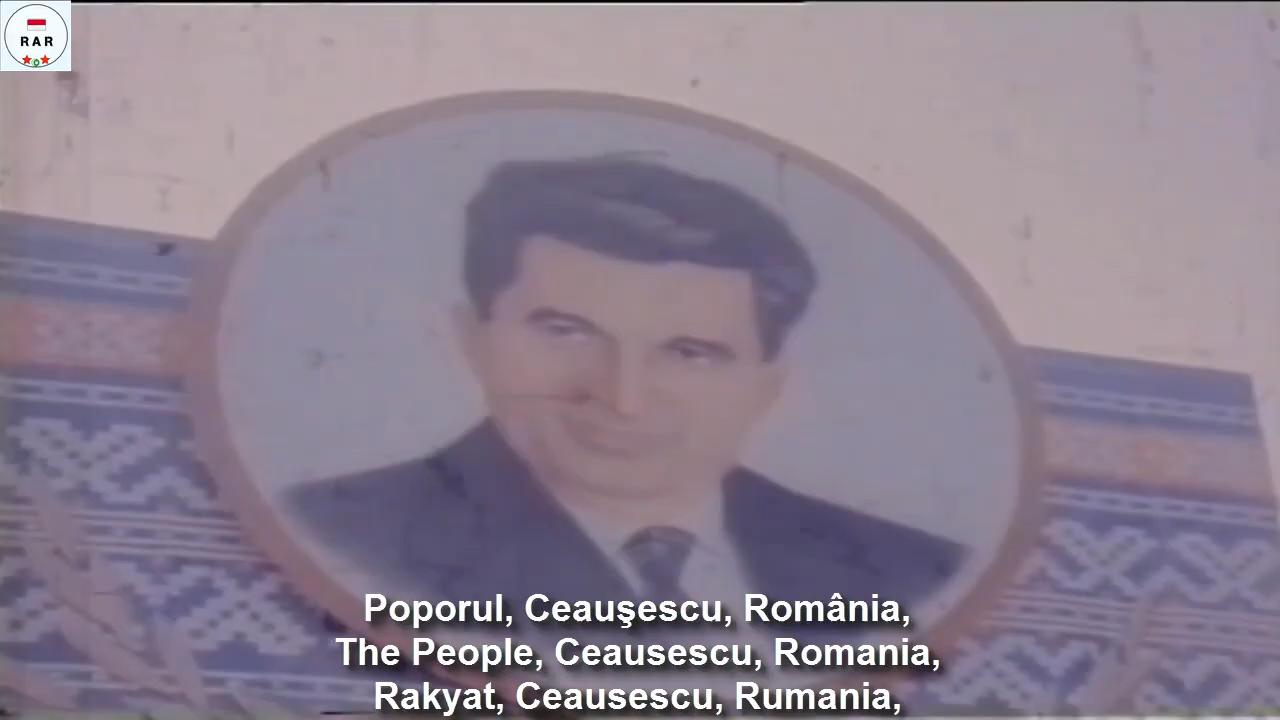 RAR
Poporul, Ceauşescu, România,
The People, Ceausescu, Romania,
Rakyat, Ceausescu, Rumania,